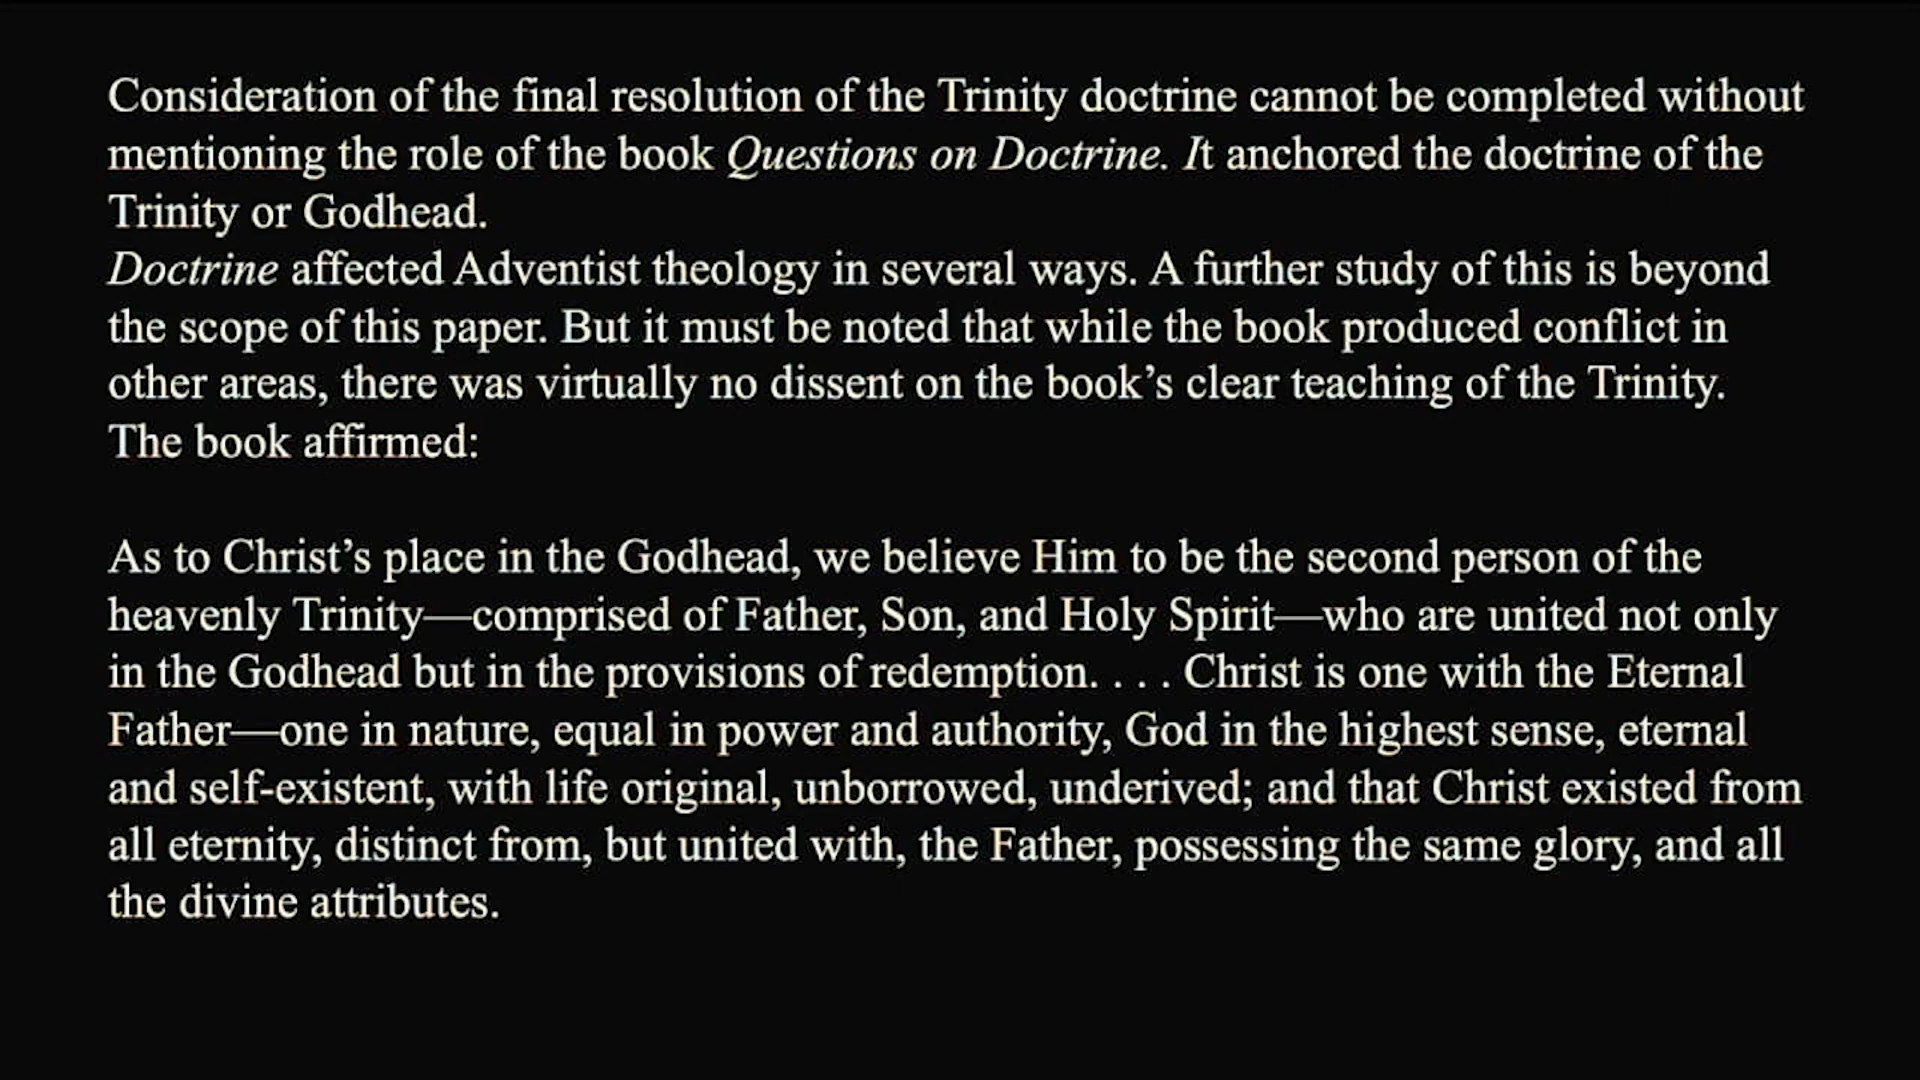 Consideration of the final resolution of the Trinity doctrine cannot be completed without
mentioning the role of the book Questions on Doctrine. It anchored the doctrine of the
Trinity or Godhead.
Doctrine affected Adventist theology in several ways. A further study of this is beyond
the scope of this paper. But it must be noted that while the book produced conflict in
other areas, there was virtually no dissent on the book’s clear teaching of the Trinity.
The book affirmed:
As to Christ’s place in the Godhead, we believe Him to be the second person of the
heavenly Trinity—comprised of Father, Son, and Holy Spirit—who are united not only
in the Godhead but in the provisions of redemption. . . . Christ is one with the Eternal
Father—one in nature, equal in power and authority, God in the highest sense, eternal
and self-existent, with life original, unborrowed, underived; and that Christ existed from
all eternity, distinct from, but united with, the Father, possessing the same glory, and all
the divine attributes.